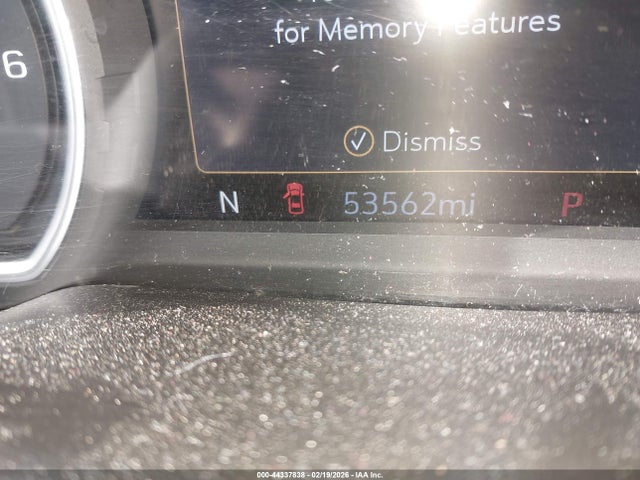 for Memory Features
6
Dismiss
N 53562mi P
000-44337838 - 02/19/2026 - IAA Inc.